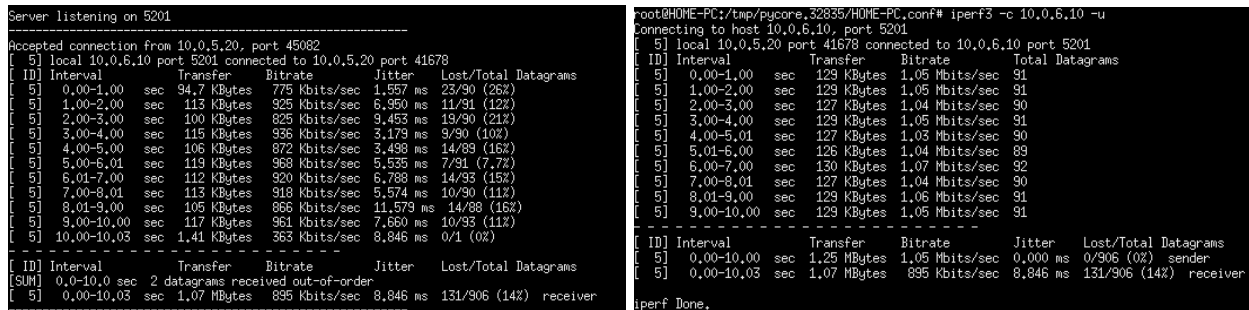 Server listening on 5201
-----------------------------------------------------------
Accepted connection from 10.0.5.20, port 45082
[  5] local 10.0.6.10 port 5201 connected to 10.0.5.20 port 41678
[ ID] Interval           Transfer     Bitrate         Jitter    Lost/Total Datagrams
[  5]   0.00-1.00   sec  94.7 KBytes   775 Kbits/sec  1.557 ms  23/90 (26%)
[  5]   1.00-2.00   sec   113 KBytes   925 Kbits/sec  6.950 ms  11/91 (12%)
[  5]   2.00-3.00   sec   100 KBytes   825 Kbits/sec  9.453 ms  19/90 (21%)
[  5]   3.00-4.00   sec   115 KBytes   936 Kbits/sec  3.179 ms  9/90 (10%)
[  5]   4.00-5.00   sec   106 KBytes   872 Kbits/sec  3.498 ms  14/89 (16%)
[  5]   5.00-6.01   sec   119 KBytes   968 Kbits/sec  5.535 ms  7/91 (7.7%)
[  5]   6.01-7.00   sec   112 KBytes   920 Kbits/sec  6.788 ms  14/93 (15%)
[  5]   7.00-8.01   sec   113 KBytes   918 Kbits/sec  5.574 ms  10/90 (11%)
[  5]   8.01-9.00   sec   105 KBytes   866 Kbits/sec  11.579 ms  14/88 (16%)
[  5]   9.00-10.00  sec   117 KBytes   961 Kbits/sec  7.660 ms  10/93 (11%)
[  5]  10.00-10.03  sec  1.41 KBytes   363 Kbits/sec  8.846 ms  0/1 (0%)
- - - - - - - - - - - - - - - - - - - - - - - - -
[ ID] Interval           Transfer     Bitrate         Jitter    Lost/Total Datagrams
[SUM]  0.0-10.0 sec  2 datagrams received out-of-order
[  5]   0.00-10.03  sec  1.07 MBytes   895 Kbits/sec  8.846 ms  131/906 (14%)  receiver
-----------------------------------------------------------
root@HOME-PC:/tmp/pycore.32835/HOME-PC.conf# iperf3 -c 10.0.6.10 -u
Connecting to host 10.0.6.10, port 5201
[  5] local 10.0.5.20 port 41678 connected to 10.0.6.10 port 5201
[ ID] Interval           Transfer     Bitrate         Total Datagrams
[  5]   0.00-1.00   sec   129 KBytes  1.05 Mbits/sec  91
[  5]   1.00-2.00   sec   129 KBytes  1.05 Mbits/sec  91
[  5]   2.00-3.00   sec   127 KBytes  1.04 Mbits/sec  90
[  5]   3.00-4.00   sec   129 KBytes  1.05 Mbits/sec  91
[  5]   4.00-5.01   sec   127 KBytes  1.03 Mbits/sec  90
[  5]   5.01-6.00   sec   126 KBytes  1.04 Mbits/sec  89
[  5]   6.00-7.00   sec   130 KBytes  1.07 Mbits/sec  92
[  5]   7.00-8.01   sec   127 KBytes  1.04 Mbits/sec  90
[  5]   8.01-9.00   sec   129 KBytes  1.06 Mbits/sec  91
[  5]   9.00-10.00  sec   129 KBytes  1.05 Mbits/sec  91
- - - - - - - - - - - - - - - - - - - - - - - - -
[ ID] Interval           Transfer     Bitrate         Jitter    Lost/Total Datagrams
[  5]   0.00-10.00  sec  1.25 MBytes  1.05 Mbits/sec  0.000 ms  0/906 (0%)  sender
[  5]   0.00-10.03  sec  1.07 MBytes   895 Kbits/sec  8.846 ms  131/906 (14%)  receiver
iperf Done.